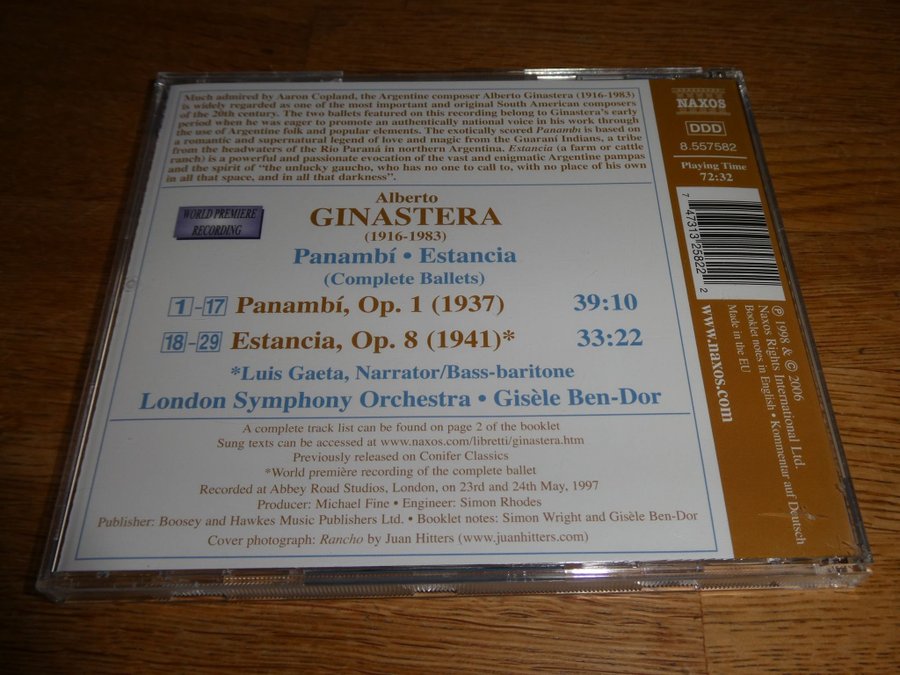 Much admired by Aaron Copland, the Argentine composer Alberto Ginastera (1916-1983)
is widely regarded as one of the most important and original South American composers
of the 20th century. The two ballets featured on this recording belong to Ginastera's early
period when he was eager to promote an authentically national voice in his work through
the use of Argentine folk and popular elements. The exotically scored Panambí is based on
a romantic and supernatural legend of love and magic from the Guaraní Indians, a tribe
from the headwaters of the Río Paraná in northern Argentina. Estancia (a farm or cattle
ranch) is a powerful and passionate evocation of the vast and enigmatic Argentine pampas
and the spirit of "the unlucky gaucho, who has no one to call to, with no place of his own
in all that space, and in all that darkness".
WORLD PREMIERE
RECORDING
Alberto
GINASTERA
(1916-1983)
Panambí • Estancia
(Complete Ballets)
1-17 Panambí, Op. 1 (1937) 39:10
18-29 Estancia, Op. 8 (1941)* 33:22
*Luis Gaeta, Narrator/Bass-baritone
London Symphony Orchestra • Gisèle Ben-Dor
A complete track list can be found on page 2 of the booklet
Sung texts can be accessed at www.naxos.com/libretti/ginastera.htm
Previously released on Conifer Classics
*World première recording of the complete ballet
Recorded at Abbey Road Studios, London, on 23rd and 24th May, 1997
Producer: Michael Fine • Engineer: Simon Rhodes
Publisher: Boosey and Hawkes Music Publishers Ltd. • Booklet notes: Simon Wright and Gisèle Ben-Dor
Cover photograph: Rancho by Juan Hitters (www.juanhitters.com)
NAXOS
DDD
8.557582
Playing Time
72:32
7 47313 25822 2
www.naxos.com
℗ 1998 & © 2006
Naxos Rights International Ltd.
Booklet notes in English • Kommentar auf Deutsch
Made in the EU